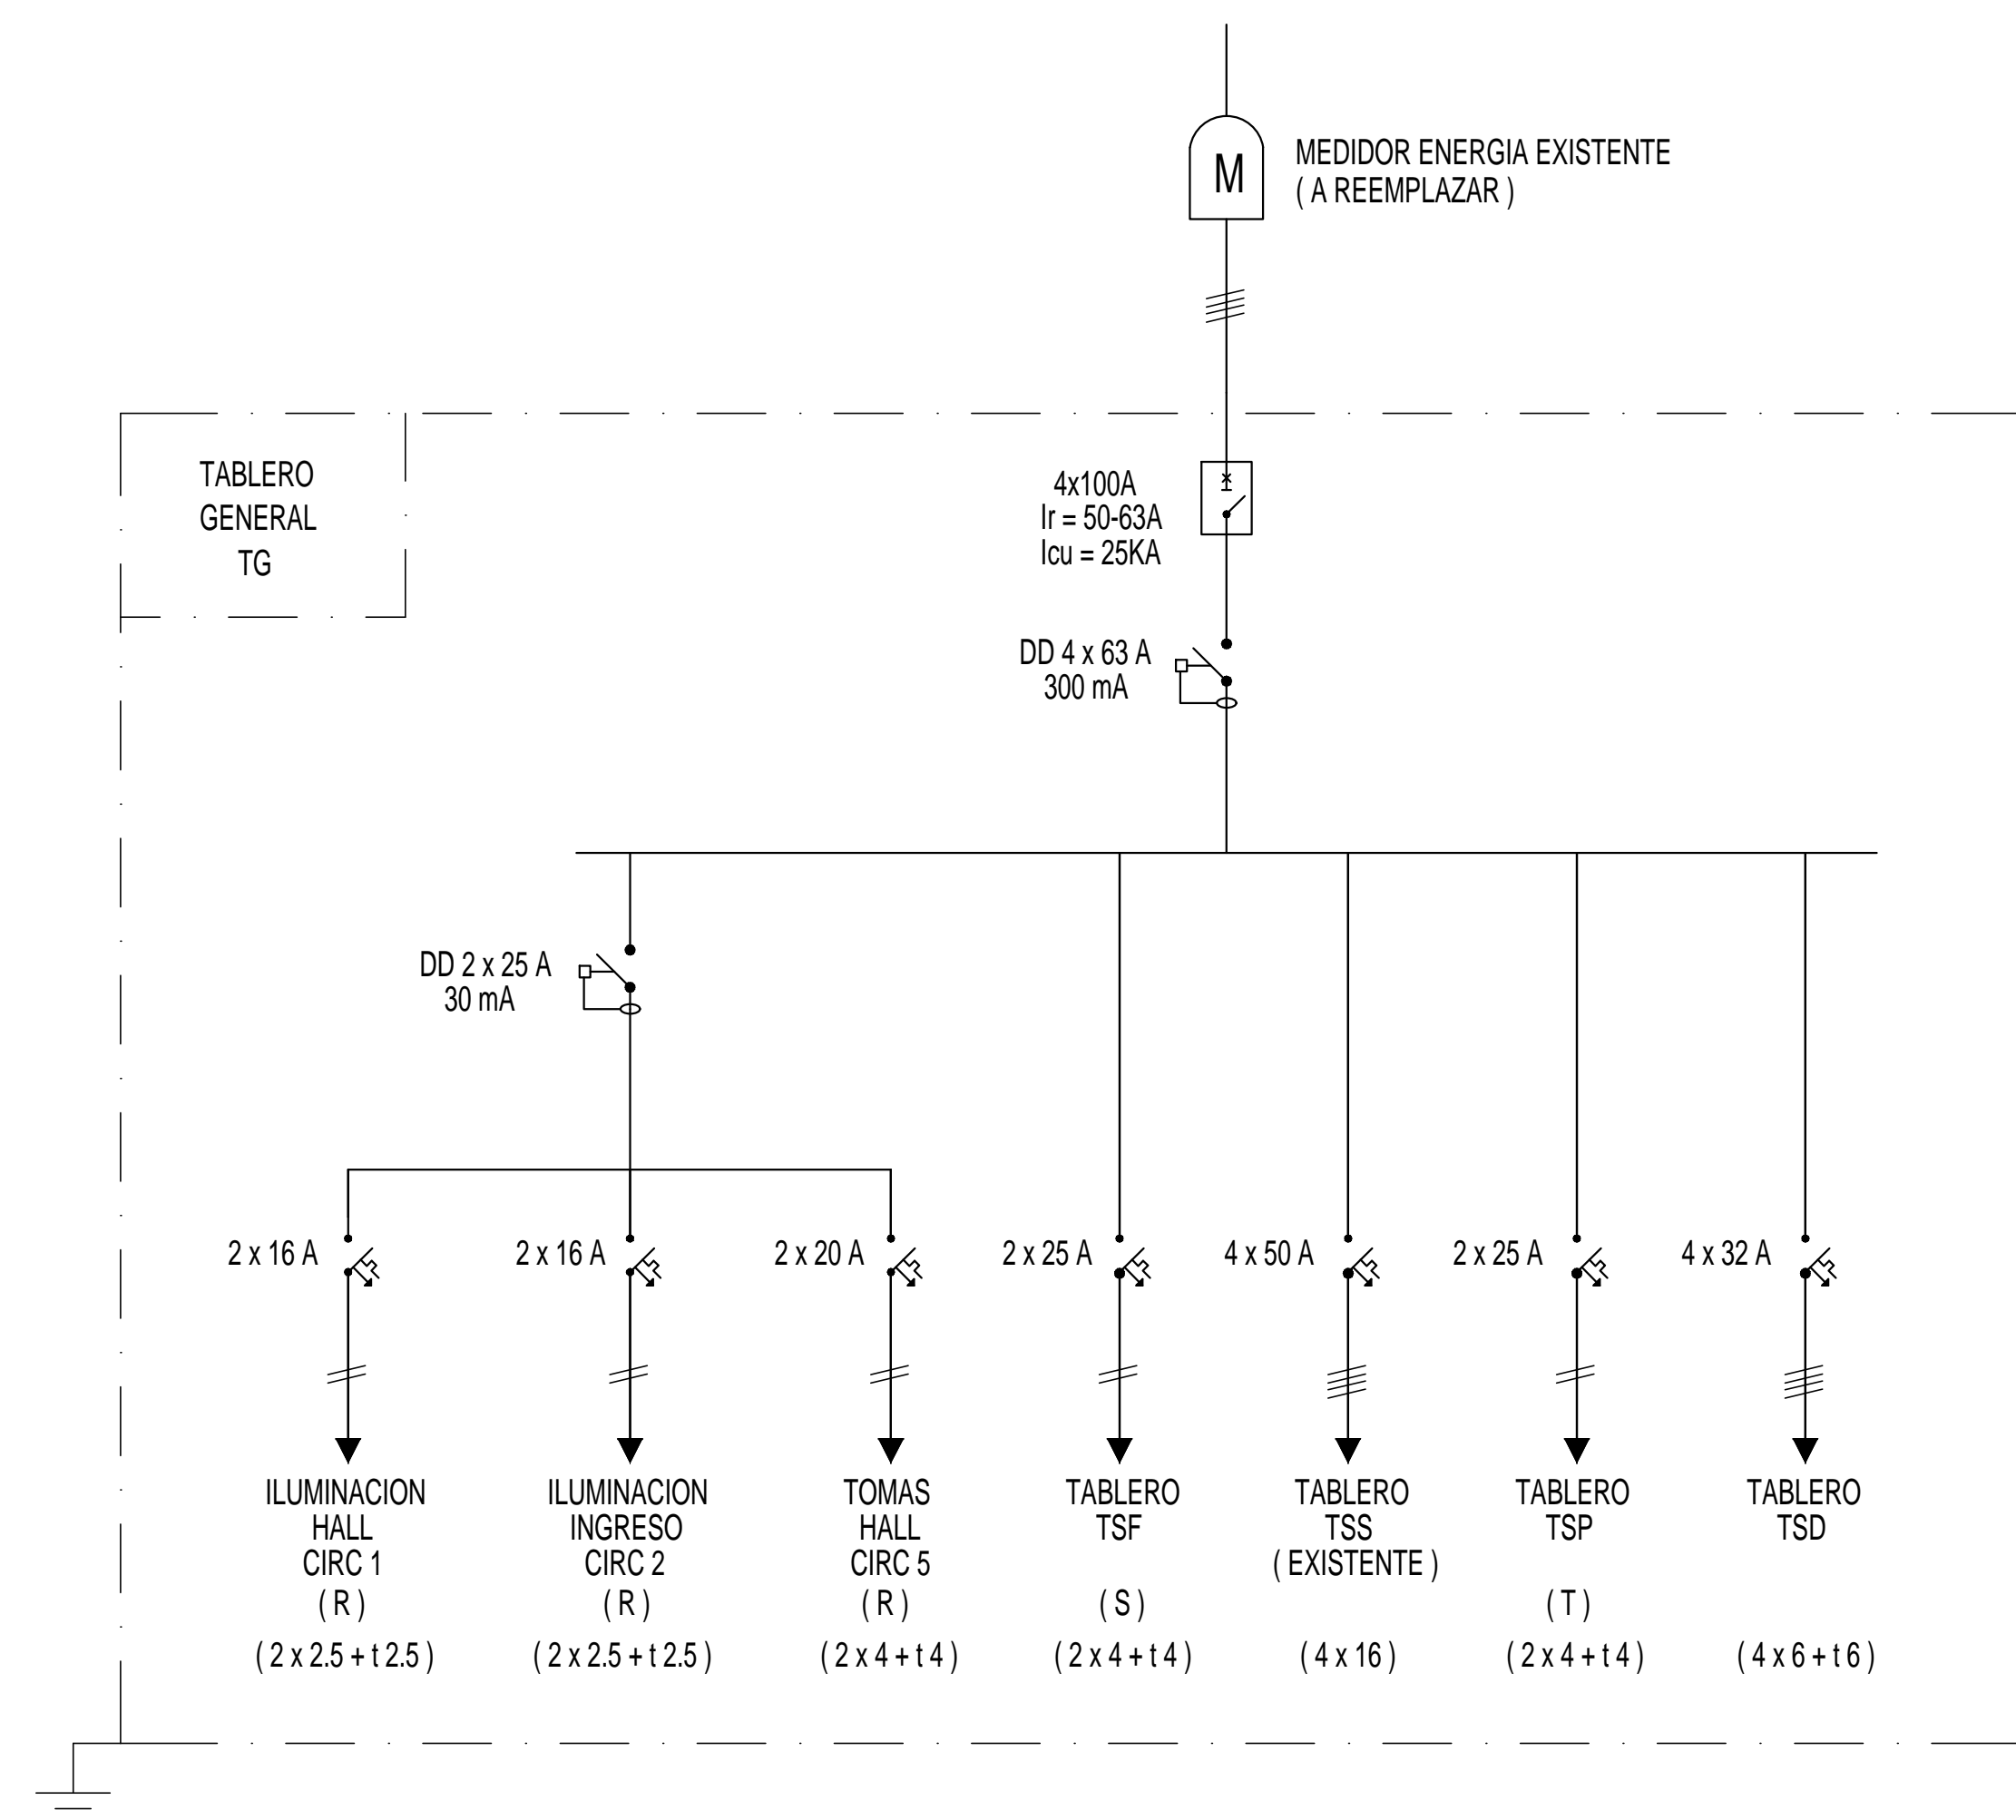 M
MEDIDOR ENERGIA EXISTENTE
( A REEMPLAZAR )
TABLERO
GENERAL
TG
4x100A
Ir = 50-63A
Icu = 25KA
DD 4 x 63 A
300 mA
DD 2 x 25 A
30 mA
2 x 16 A
2 x 16 A
2 x 20 A
2 x 25 A
4 x 50 A
2 x 25 A
4 x 32 A
ILUMINACION
HALL
CIRC 1
( R )
( 2 x 2.5 + t 2.5 )
ILUMINACION
INGRESO
CIRC 2
( R )
( 2 x 2.5 + t 2.5 )
TOMAS
HALL
CIRC 5
( R )
( 2 x 4 + t 4 )
TABLERO
TSF
( S )
( 2 x 4 + t 4 )
TABLERO
TSS
( EXISTENTE )
( 4 x 16 )
TABLERO
TSP
( T )
( 2 x 4 + t 4 )
TABLERO
TSD
( 4 x 6 + t 6 )